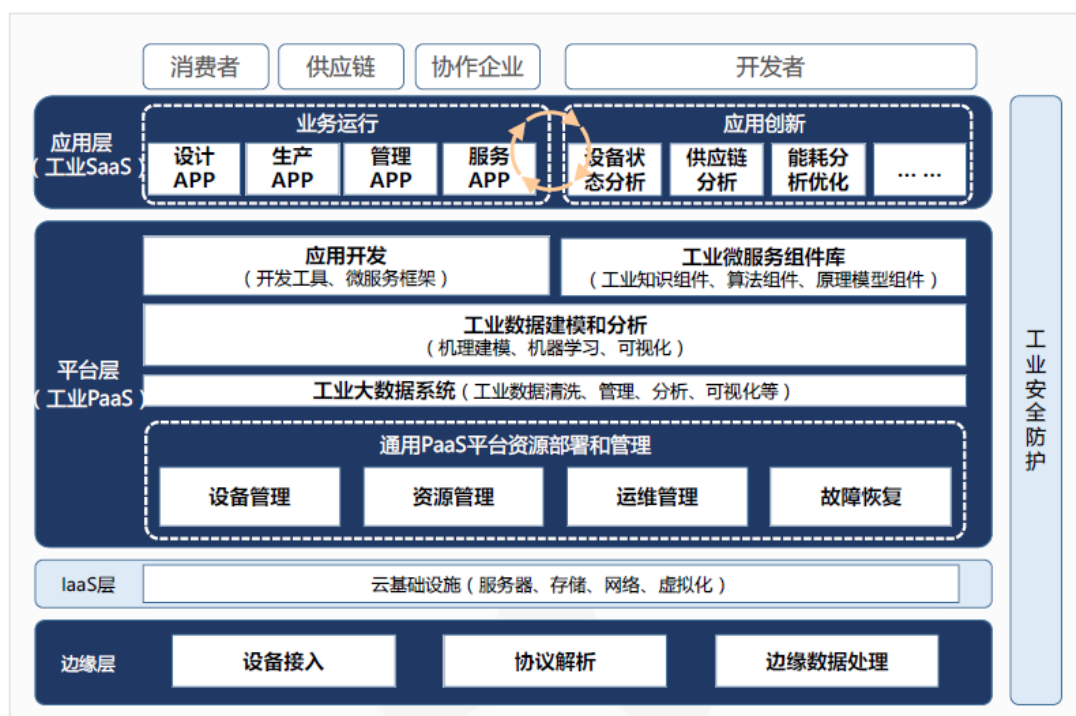 消费者
供应链
协作企业
开发者
应用层
（工业SaaS）
业务运行
设计
APP
生产
APP
管理
APP
服务
APP
应用创新
设备状
态分析
供应链
分析
能耗分
析优化
... ...
平台层
（工业PaaS）
应用开发
（开发工具、微服务框架）
工业微服务组件库
（工业知识组件、算法组件、原理模型组件）
工业数据建模和分析
（机理建模、机器学习、可视化）
工业大数据系统（工业数据清洗、管理、分析、可视化等）
通用PaaS平台资源部署和管理
设备管理
资源管理
运维管理
故障恢复
IaaS层
云基础设施（服务器、存储、网络、虚拟化）
边缘层
设备接入
协议解析
边缘数据处理
工业安全防护